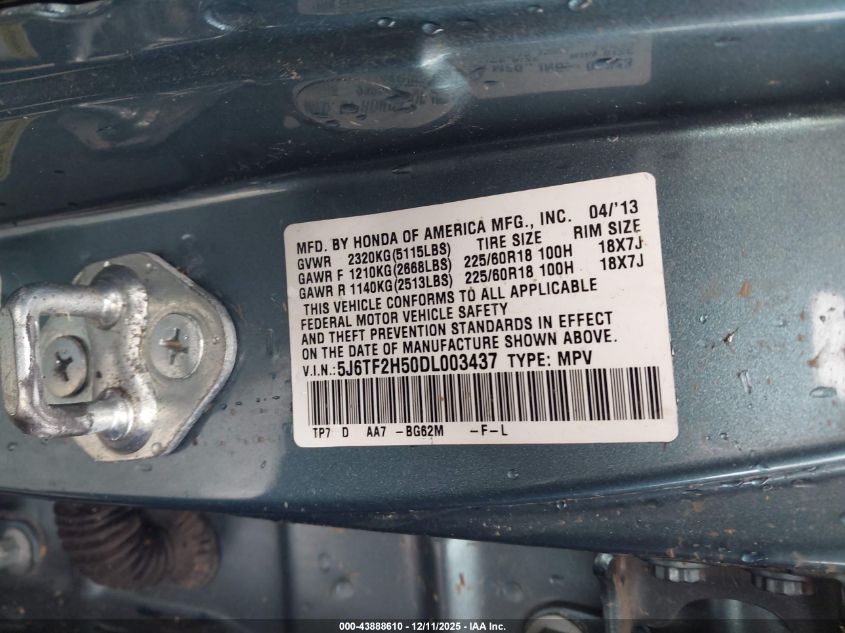 MFD. BY HONDA OF AMERICA MFG., INC. 04/'13
GVWR 2320KG(5115LBS) TIRE SIZE RIM SIZE
GAWR F 1210KG(2668LBS) 225/60R18 100H 18X7J
GAWR R 1140KG(2513LBS) 225/60R18 100H 18X7J
THIS VEHICLE CONFORMS TO ALL APPLICABLE
FEDERAL MOTOR VEHICLE SAFETY
AND THEFT PREVENTION STANDARDS IN EFFECT
ON THE DATE OF MANUFACTURE SHOWN ABOVE.
V.I.N.:5J6TF2H50DL003437 TYPE: MPV
TP7 D AA7 -BG62M -F-L
000-43888610 - 12/11/2025 - IAA Inc.